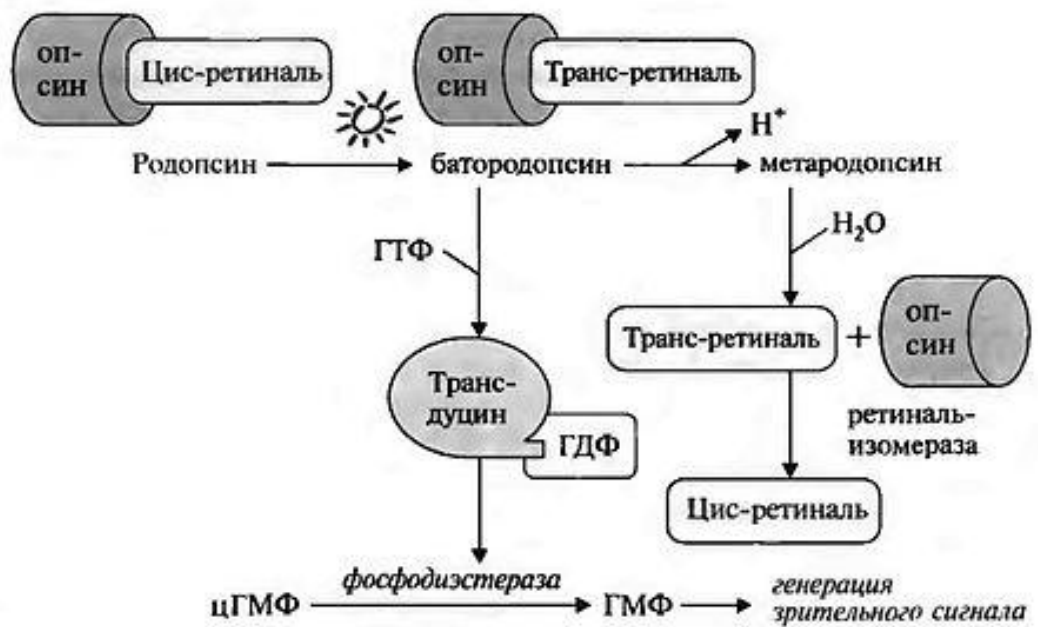 оп-
син
Цис-ретиналь
оп-
син
Транс-ретиналь
H⁺
Родопсин
батородопсин
метародопсин
ГТФ
H₂O
Транс-ретиналь
+
оп-
син
Транс-
дуцин
ГДФ
ретиналь-
изомераза
Цис-ретиналь
фосфодиэстераза
цГМФ
ГМФ
генерация
зрительного сигнала